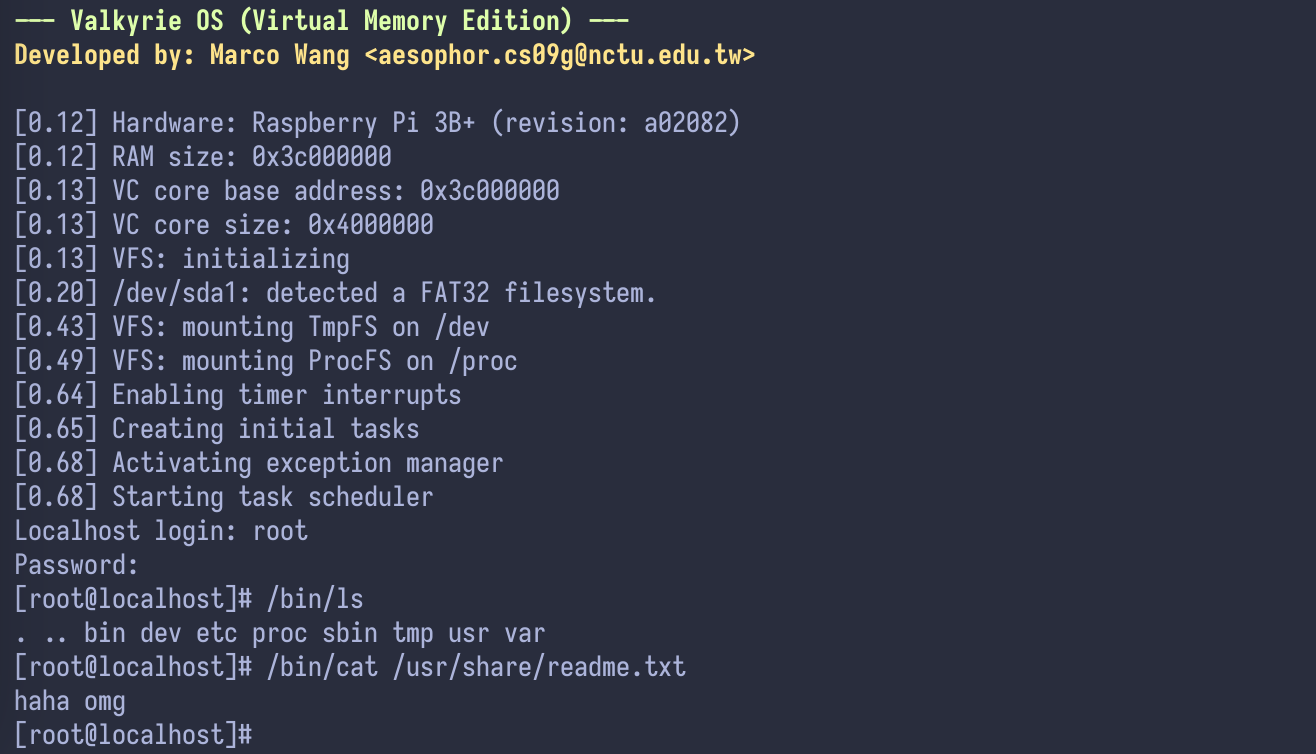 --- Valkyrie OS (Virtual Memory Edition) ---
Developed by: Marco Wang <aesophor.cs09g@nctu.edu.tw>
[0.12] Hardware: Raspberry Pi 3B+ (revision: a02082)
[0.12] RAM size: 0x3c000000
[0.13] VC core base address: 0x3c000000
[0.13] VC core size: 0x4000000
[0.13] VFS: initializing
[0.20] /dev/sda1: detected a FAT32 filesystem.
[0.43] VFS: mounting TmpFS on /dev
[0.49] VFS: mounting ProcFS on /proc
[0.64] Enabling timer interrupts
[0.65] Creating initial tasks
[0.68] Activating exception manager
[0.68] Starting task scheduler
Localhost login: root
Password:
[root@localhost]# /bin/ls
. .. bin dev etc proc sbin tmp usr var
[root@localhost]# /bin/cat /usr/share/readme.txt
haha omg
[root@localhost]#